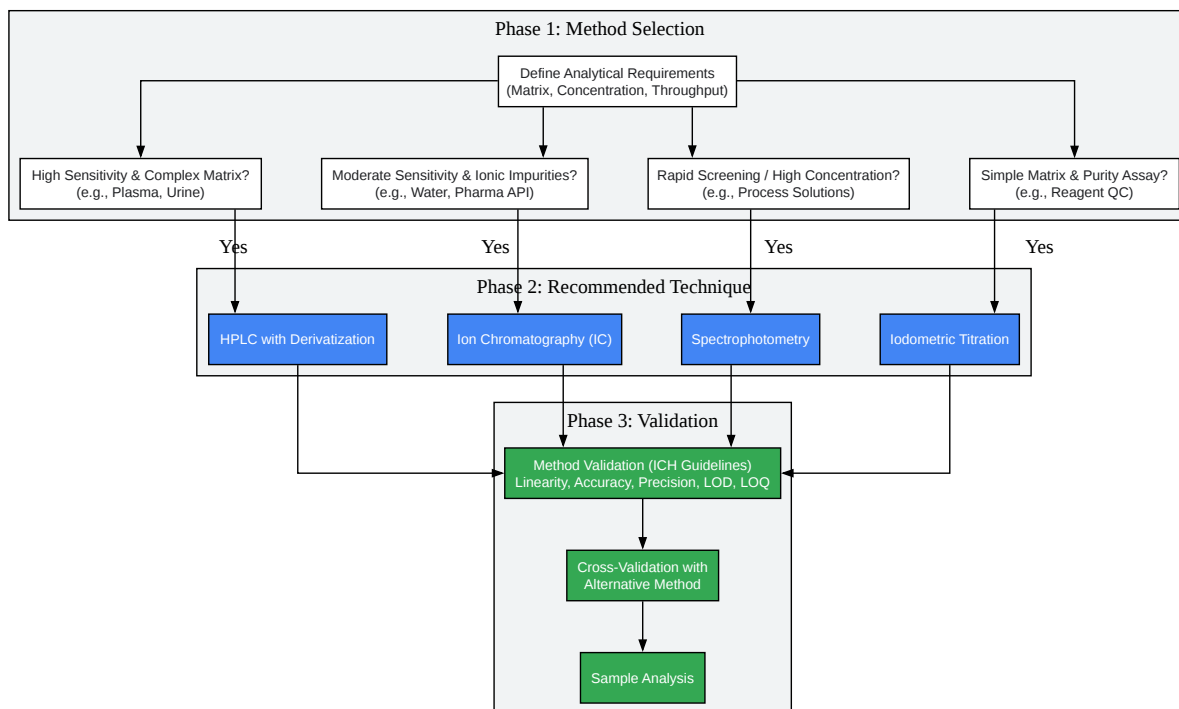 Phase 1: Method Selection
Define Analytical Requirements
(Matrix, Concentration, Throughput)
High Sensitivity & Complex Matrix?
(e.g., Plasma, Urine)
Moderate Sensitivity & Ionic Impurities?
(e.g., Water, Pharma API)
Rapid Screening / High Concentration?
(e.g., Process Solutions)
Simple Matrix & Purity Assay?
(e.g., Reagent QC)
Yes
Yes
Yes
Yes
Phase 2: Recommended Technique
HPLC with Derivatization
Ion Chromatography (IC)
Spectrophotometry
Iodometric Titration
Phase 3: Validation
Method Validation (ICH Guidelines)
Linearity, Accuracy, Precision, LOD, LOQ
Cross-Validation with
Alternative Method
Sample Analysis